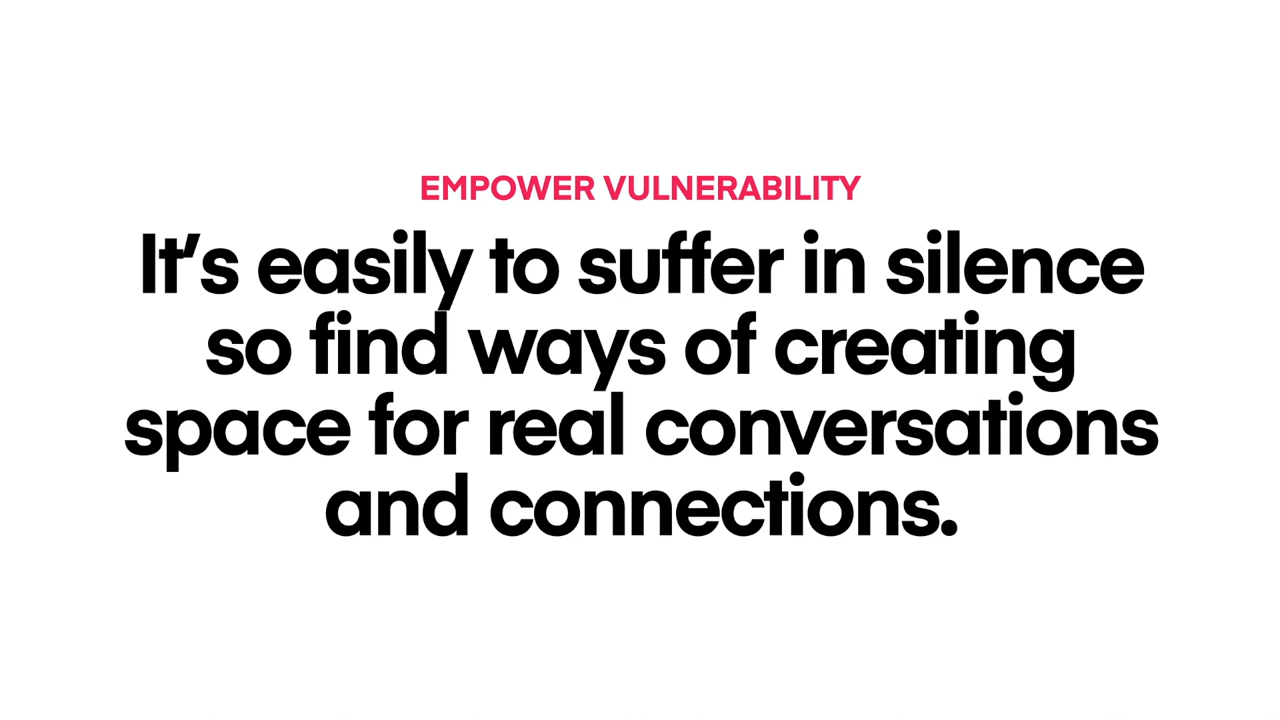 EMPOWER VULNERABILITY
It’s easily to suffer in silence
so find ways of creating
space for real conversations
and connections.